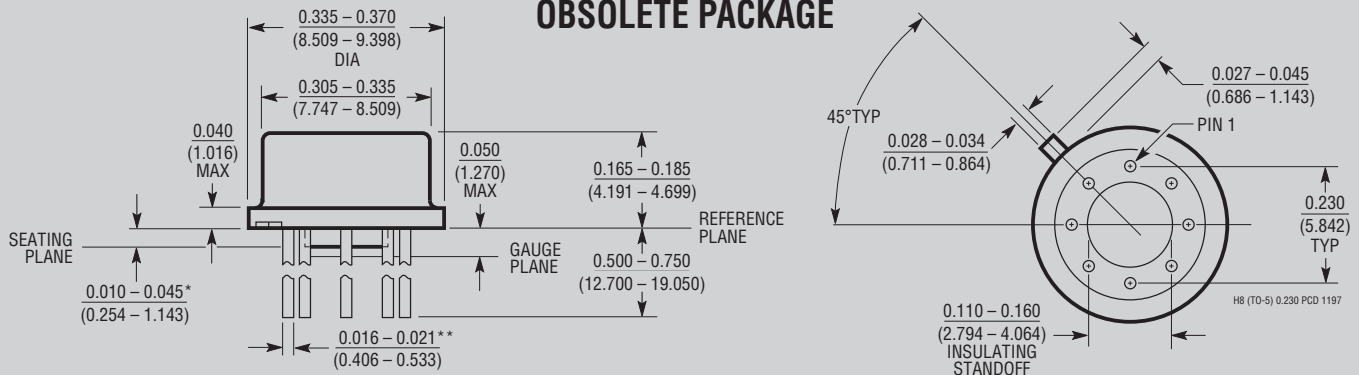 OBSOLETE PACKAGE
0.335 – 0.370
(8.509 – 9.398)
DIA
0.305 – 0.335
(7.747 – 8.509)
0.040
(1.016)
MAX
0.050
(1.270)
MAX
0.165 – 0.185
(4.191 – 4.699)
REFERENCE
PLANE
SEATING
PLANE
GAUGE
PLANE
0.500 – 0.750
(12.700 – 19.050)
0.010 – 0.045*
(0.254 – 1.143)
0.016 – 0.021**
(0.406 – 0.533)
45°TYP
0.028 – 0.034
(0.711 – 0.864)
0.027 – 0.045
(0.686 – 1.143)
PIN 1
0.230
(5.842)
TYP
H8 (TO-5) 0.230 PCD 1197
0.110 – 0.160
(2.794 – 4.064)
INSULATING
STANDOFF